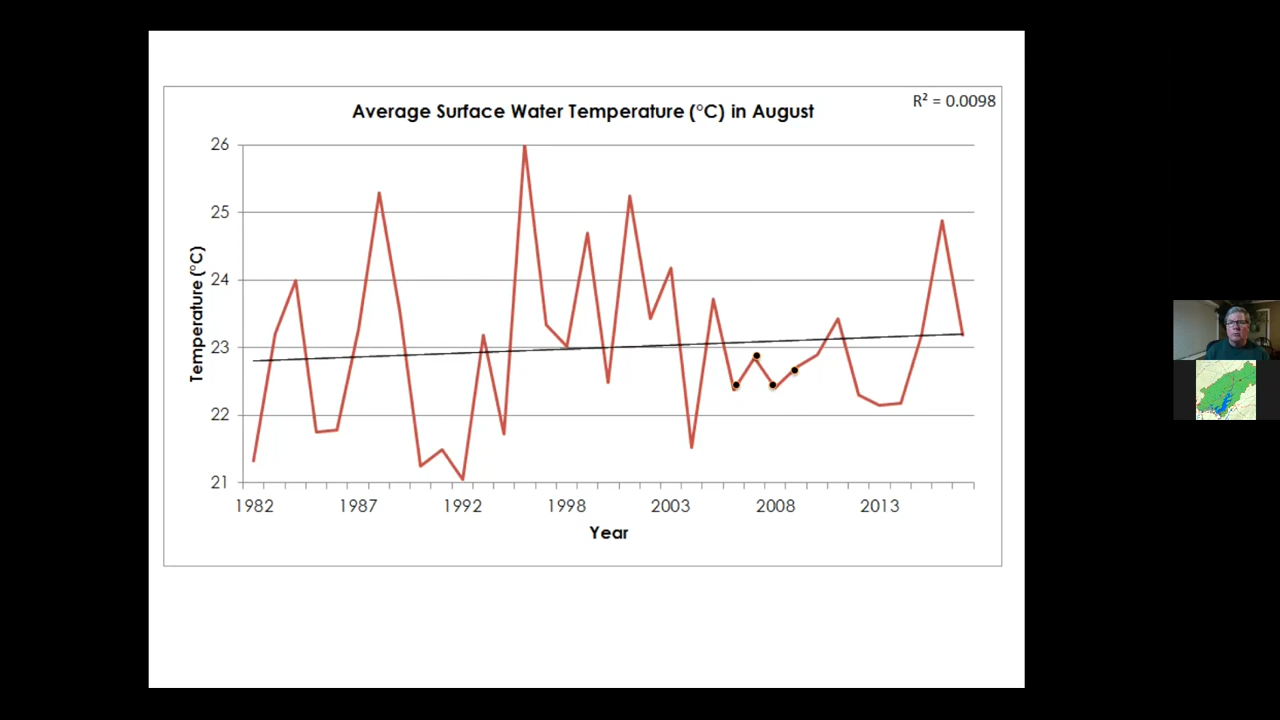 R² = 0.0098
Average Surface Water Temperature (°C) in August
26
25
24
23
22
21
Temperature (°C)
1982 1987 1992 1998 2003 2008 2013
Year